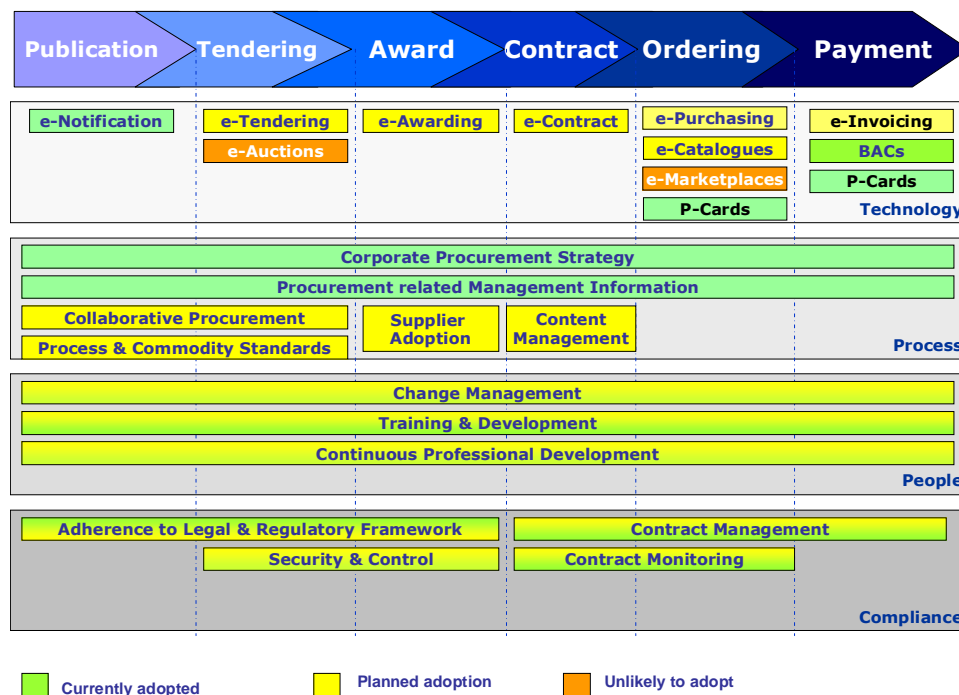 Publication Tendering Award Contract Ordering Payment
e-Notification e-Tendering e-Awarding e-Contract e-Purchasing e-Invoicing
e-Auctions e-Catalogues BACs
e-Marketplaces P-Cards
P-Cards Technology
Corporate Procurement Strategy
Procurement related Management Information
Collaborative Procurement Supplier Content
Adoption Management
Process & Commodity Standards Process
Change Management
Training & Development
Continuous Professional Development
People
Adherence to Legal & Regulatory Framework Contract Management
Security & Control Contract Monitoring
Compliance
Currently adopted Planned adoption Unlikely to adopt